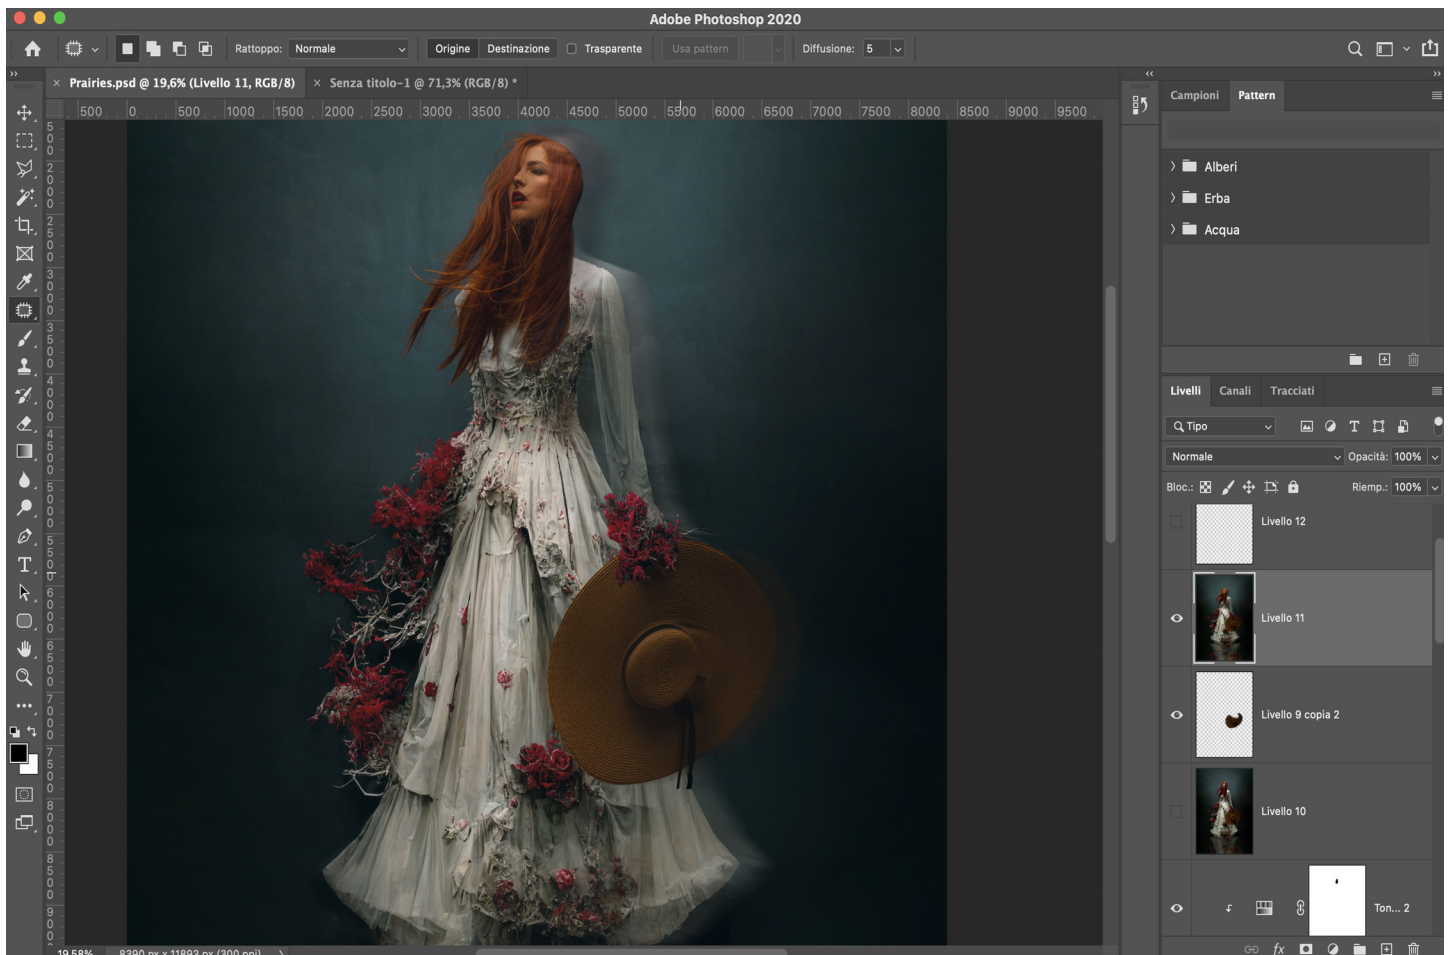 Adobe Photoshop 2020
Rattoppo: Normale Origine Destinazione Trasparente Usa pattern Diffusione: 5
× Prairies.psd @ 19,6% (Livello 11, RGB/8) × Senza titolo-1 @ 71,3% (RGB/8) *
500 0 500 1000 1500 2000 2500 3000 3500 4000 4500 5000 5500 6000 6500 7000 7500 8000 8500 9000 9500
Campioni Pattern
Alberi
Erba
Acqua
Livelli Canali Tracciati
Tipo
Normale Opacità: 100%
Bloc.: Riemp.: 100%
Livello 12
Livello 11
Livello 9 copia 2
Livello 10
Ton... 2
fx
19,58% 8390 px x 11893 px (300 ppi)